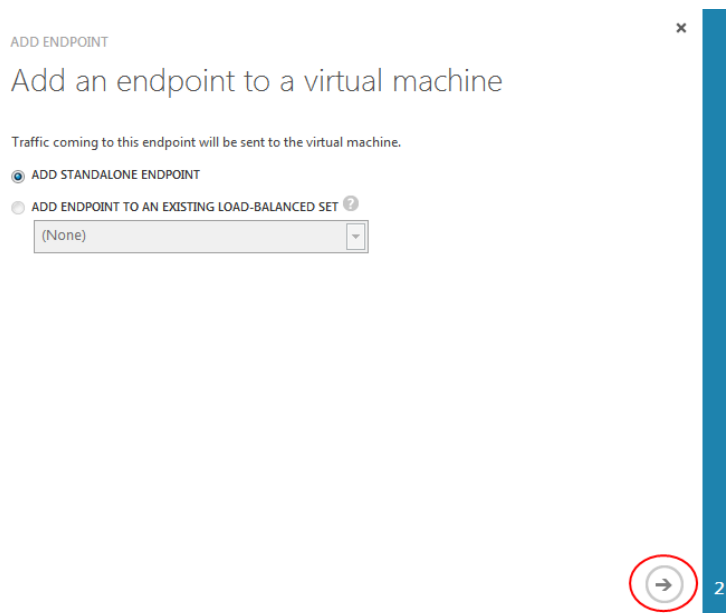 ADD ENDPOINT
Add an endpoint to a virtual machine
Traffic coming to this endpoint will be sent to the virtual machine.
ADD STANDALONE ENDPOINT
ADD ENDPOINT TO AN EXISTING LOAD-BALANCED SET ?
(None)
2